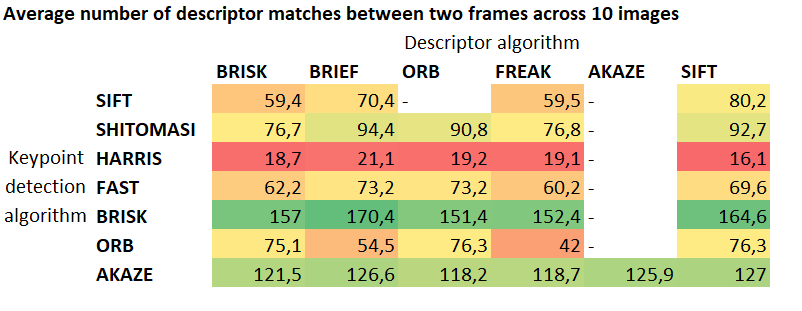 Average number of descriptor matches between two frames across 10 images
Descriptor algorithm
BRISK BRIEF ORB FREAK AKAZE SIFT
SIFT 59,4 70,4 - 59,5 - 80,2
SHITOMASI 76,7 94,4 90,8 76,8 - 92,7
Keypoint HARRIS 18,7 21,1 19,2 19,1 - 16,1
detection FAST 62,2 73,2 73,2 60,2 - 69,6
algorithm BRISK 157 170,4 151,4 152,4 - 164,6
ORB 75,1 54,5 76,3 42 - 76,3
AKAZE 121,5 126,6 118,2 118,7 125,9 127